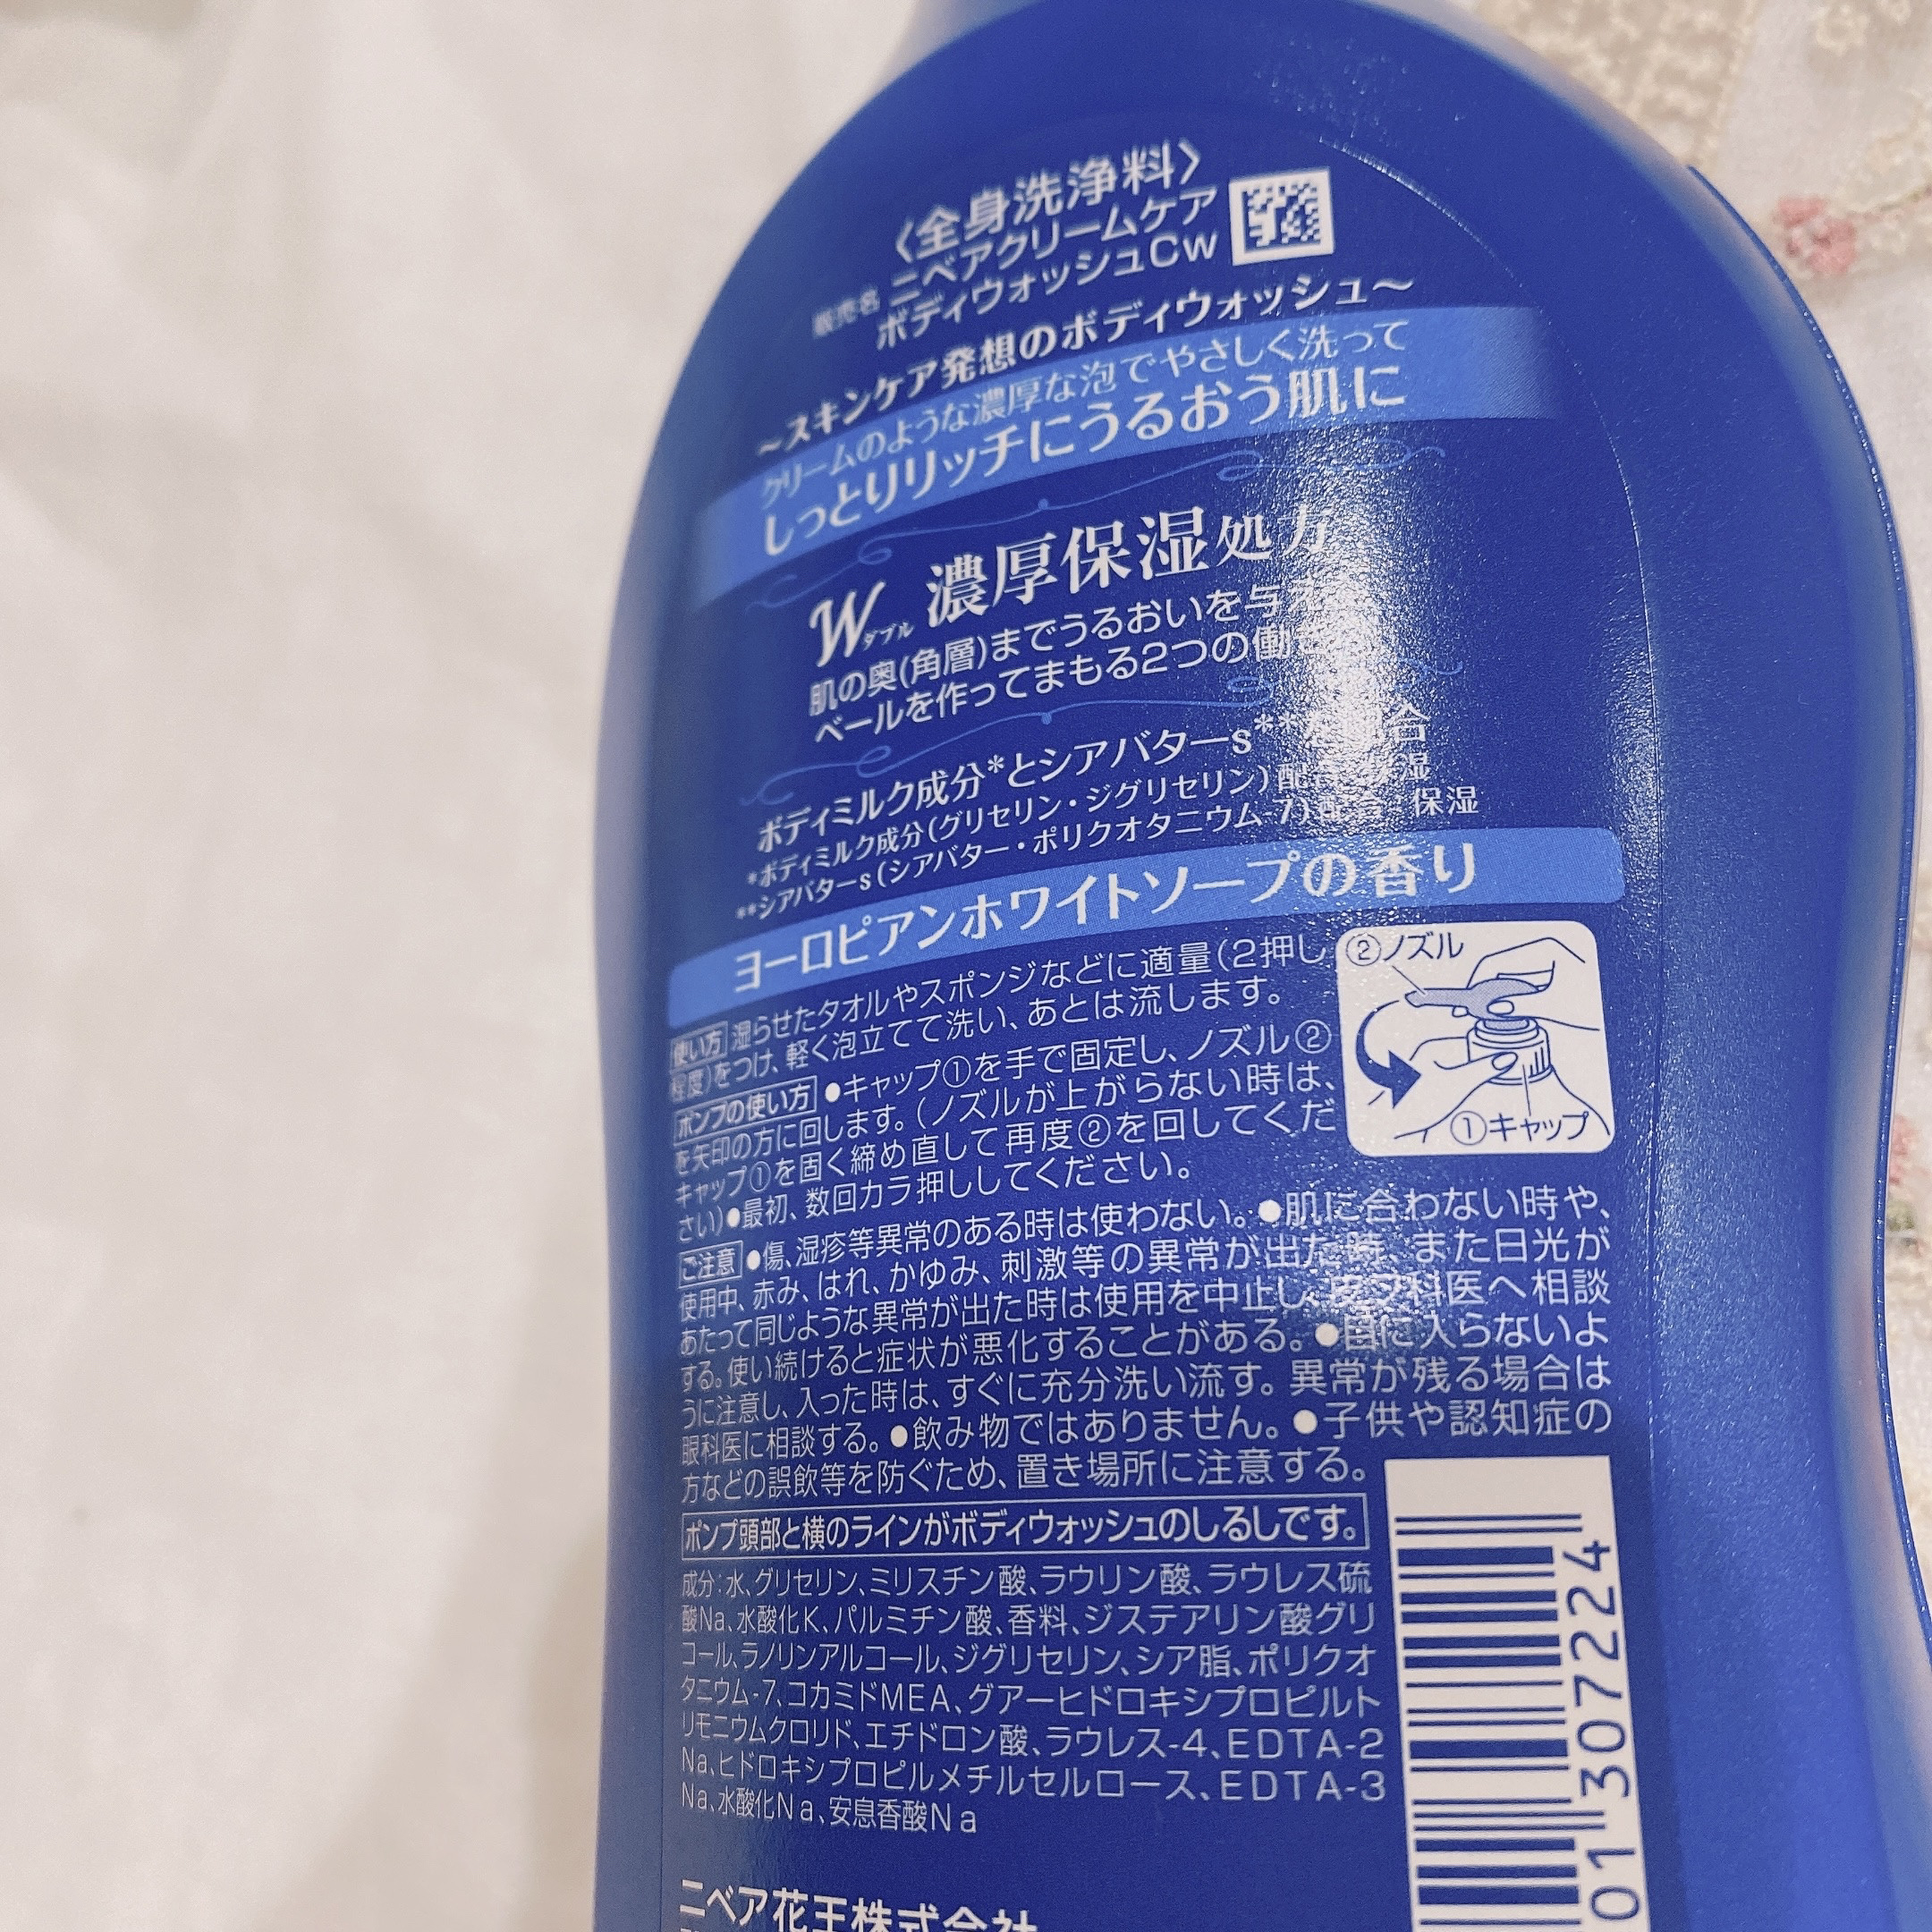 〈全身洗浄料〉
販売名 ニベアクリームケア
ボディウォッシュCw
～スキンケア発想のボディウォッシュ～
クリームのような濃厚な泡でやさしく洗って
しっとりリッチにうるおう肌に
W ダブル 濃厚保湿処方
肌の奥(角層)までうるおいを与え
ベールを作ってまもる2つの働き
ボディミルク成分*とシアバターs**
*ボディミルク成分(グリセリン・ジグリセリン)配合 保湿
**シアバターs(シアバター・ポリクオタニウム-7)配合:保湿
ヨーロピアンホワイトソープの香り
使い方 湿らせたタオルやスポンジなどに適量(2押し
程度)をつけ、軽く泡立てて洗い、あとは流します。
ポンプの使い方 ●キャップ①を手で固定し、ノズル②
を矢印の方に回します。(ノズルが上がらない時は、
キャップ①を固く締め直して再度②を回してくだ
さい)●最初、数回カラ押ししてください。
②ノズル
①キャップ
ご注意 ●傷、湿疹等異常のある時は使わない。●肌に合わない時や、
使用中、赤み、はれ、かゆみ、刺激等の異常が出た時、また日光が
あたって同じような異常が出た時は使用を中止し、皮フ科医へ相談
する。使い続けると症状が悪化することがある。●目に入らないよ
うに注意し、入った時は、すぐに充分洗い流す。異常が残る場合は
眼科医に相談する。●飲み物ではありません。●子供や認知症の
方などの誤飲等を防ぐため、置き場所に注意する。
ポンプ頭部と横のラインがボディウォッシュのしるしです。
成分:水、グリセリン、ミリスチン酸、ラウリン酸、ラウレス硫
酸Na、水酸化K、パルミチン酸、香料、ジステアリン酸グリ
コール、ラノリンアルコール、ジグリセリン、シア脂、ポリクオ
タニウム-7、コカミドMEA、グアーヒドロキシプロピルト
リモニウムクロリド、エチドロン酸、ラウレス-4、EDTA-2
Na、ヒドロキシプロピルメチルセルロース、EDTA-3
Na、水酸化Na、安息香酸Na
01 307224
ニベア花王株式会社